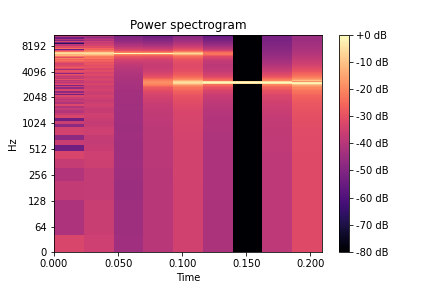 Power spectrogram
8192
4096
2048
1024
512
256
128
64
0
Hz
0.000 0.050 0.100 0.150 0.200
Time
+0 dB
-10 dB
-20 dB
-30 dB
-40 dB
-50 dB
-60 dB
-70 dB
-80 dB